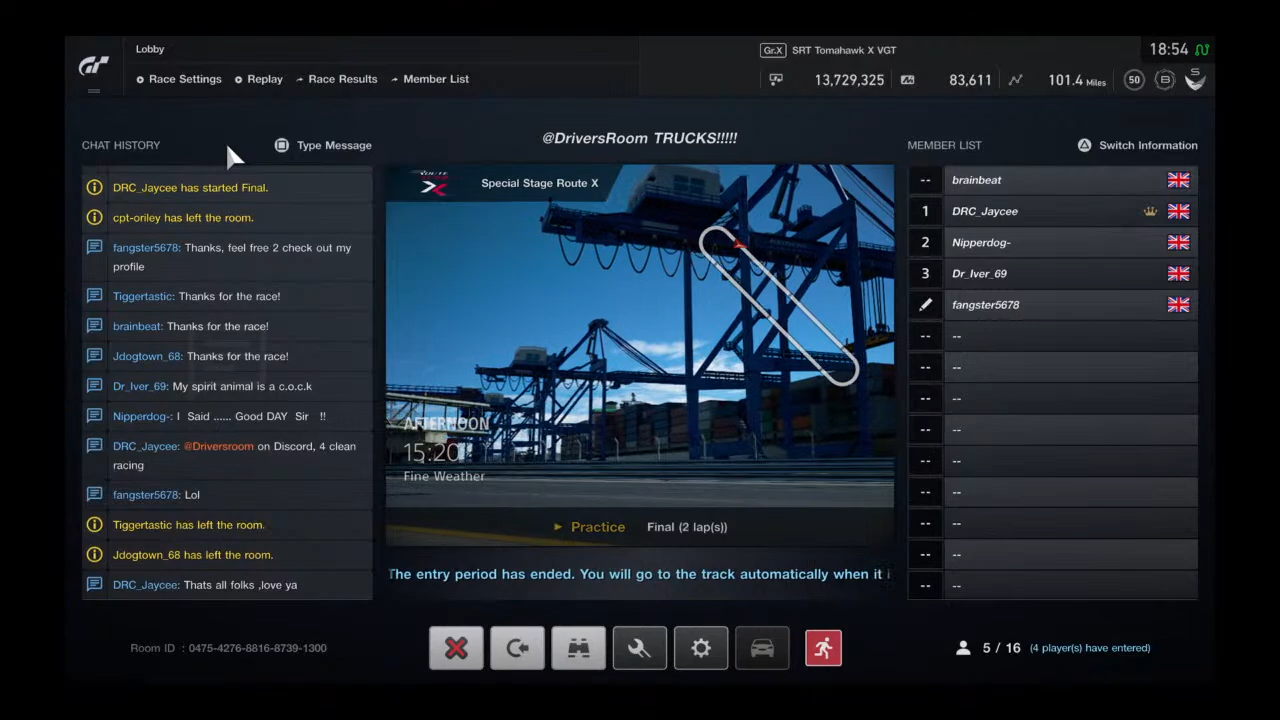 Lobby
Gr.X SRT Tomahawk X VGT
18:54
Race Settings Replay Race Results Member List
13,729,325 83,611 101.4 Miles 50 B S
@DriversRoom TRUCKS!!!!!
CHAT HISTORY Type Message
MEMBER LIST Switch Information
DRC_Jaycee has started Final.
cpt-oriley has left the room.
fangster5678: Thanks, feel free 2 check out my
profile
Tiggertastic: Thanks for the race!
brainbeat: Thanks for the race!
Jdogtown_68: Thanks for the race!
Dr_Iver_69: My spirit animal is a c.o.c.k
Nipperdog-: I Said ...... Good DAY Sir !!
DRC_Jaycee: @Driversroom on Discord, 4 clean
racing
fangster5678: Lol
Tiggertastic has left the room.
Jdogtown_68 has left the room.
DRC_Jaycee: Thats all folks ,love ya
ROUTE X
Special Stage Route X
AFTERNOON
15:20
Fine Weather
Practice Final (2 lap(s))
The entry period has ended. You will go to the track automatically when it i
-- brainbeat
1 DRC_Jaycee
2 Nipperdog-
3 Dr_Iver_69
fangster5678
-- --
-- --
-- --
-- --
-- --
-- --
-- --
-- --
-- --
Room ID : 0475-4276-8816-8739-1300
5 / 16 (4 player(s) have entered)